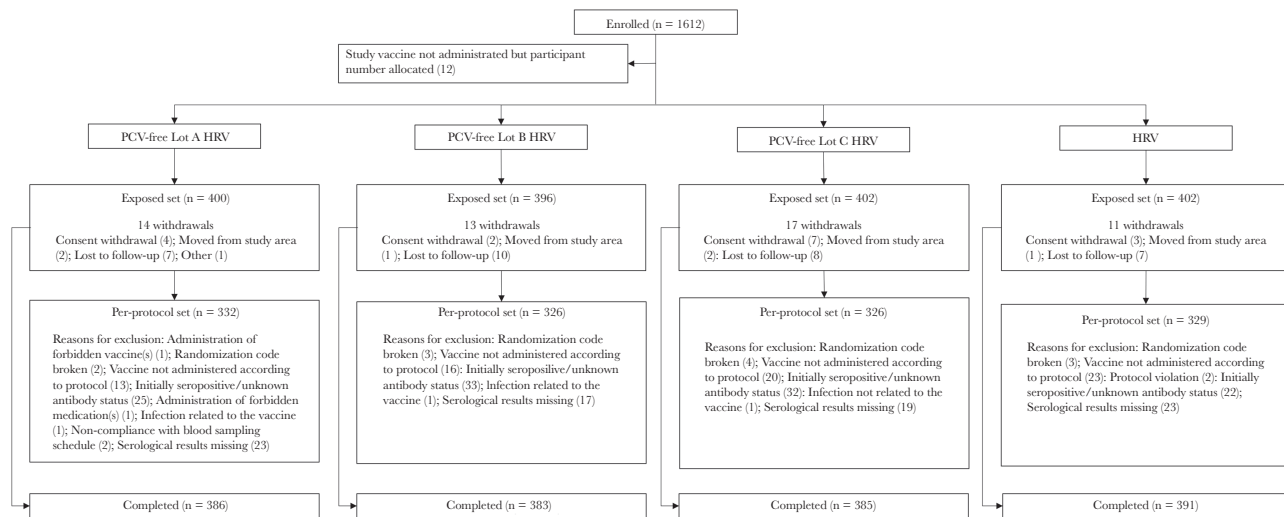 Enrolled (n = 1612)
Study vaccine not administrated but participant
number allocated (12)
PCV-free Lot A HRV
PCV-free Lot B HRV
PCV-free Lot C HRV
HRV
Exposed set (n = 400)
14 withdrawals
Consent withdrawal (4); Moved from study area
(2); Lost to follow-up (7); Other (1)
Exposed set (n = 396)
13 withdrawals
Consent withdrawal (2); Moved from study area
(1 ); Lost to follow-up (10)
Exposed set (n = 402)
17 withdrawals
Consent withdrawal (7); Moved from study area
(2): Lost to follow-up (8)
Exposed set (n = 402)
11 withdrawals
Consent withdrawal (3); Moved from study area
(1 ); Lost to follow-up (7)
Per-protocol set (n = 332)
Reasons for exclusion: Administration of
forbidden vaccine(s) (1); Randomization code
broken (2); Vaccine not administered according
to protocol (13); Initially seropositive/unknown
antibody status (25); Administration of forbidden
medication(s) (1); Infection related to the vaccine
(1); Non-compliance with blood sampling
schedule (2); Serological results missing (23)
Per-protocol set (n = 326)
Reasons for exclusion: Randomization code
broken (3); Vaccine not administered according
to protocol (16): Initially seropositive/unknown
antibody status (33); Infection related to the
vaccine (1); Serological results missing (17)
Per-protocol set (n = 326)
Reasons for exclusion: Randomization code
broken (4); Vaccine not administered according
to protocol (20); Initially seropositive/unknown
antibody status (32): Infection not related to the
vaccine (1); Serological results missing (19)
Per-protocol set (n = 329)
Reasons for exclusion: Randomization code
broken (3); Vaccine not administered according
to protocol (23): Protocol violation (2); Initially
seropositive/unknown antibody status (22);
Serological results missing (23)
Completed (n = 386)
Completed (n = 383)
Completed (n = 385)
Completed (n = 391)